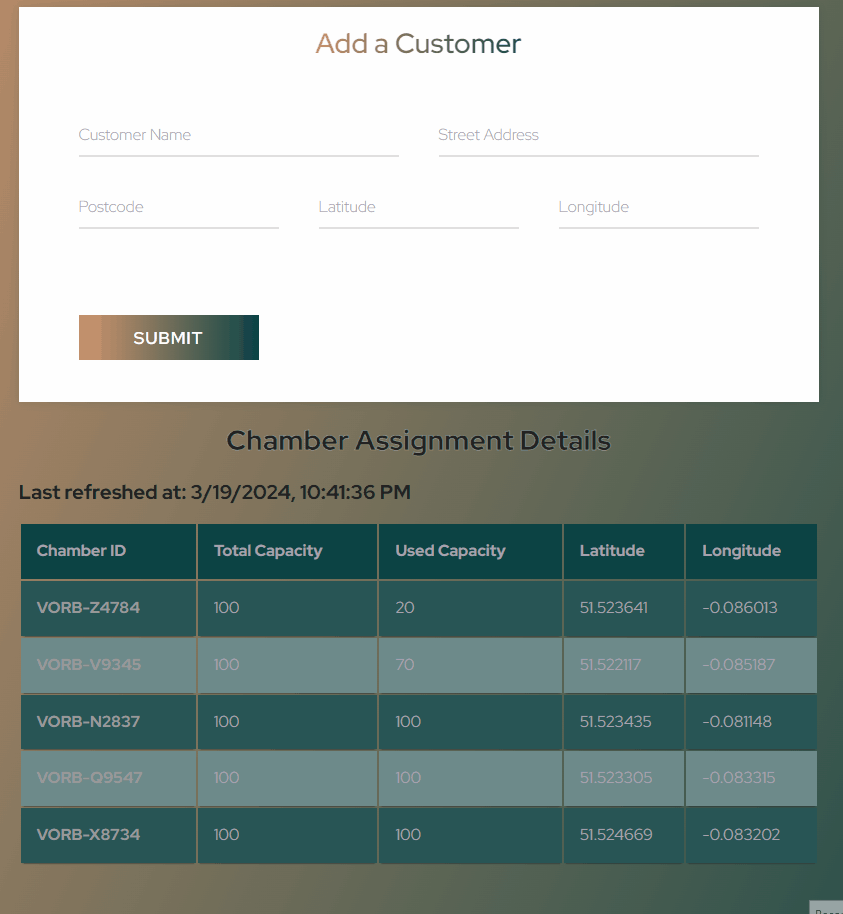 Add a Customer
Customer Name Street Address
Postcode Latitude Longitude
SUBMIT
Chamber Assignment Details
Last refreshed at: 3/19/2024, 10:41:36 PM
Chamber ID Total Capacity Used Capacity Latitude Longitude
VORB-Z4784 100 20 51.523641 -0.086013
VORB-V9345 100 70 51.522117 -0.085187
VORB-N2837 100 100 51.523435 -0.081148
VORB-Q9547 100 100 51.523305 -0.083315
VORB-X8734 100 100 51.524669 -0.083202